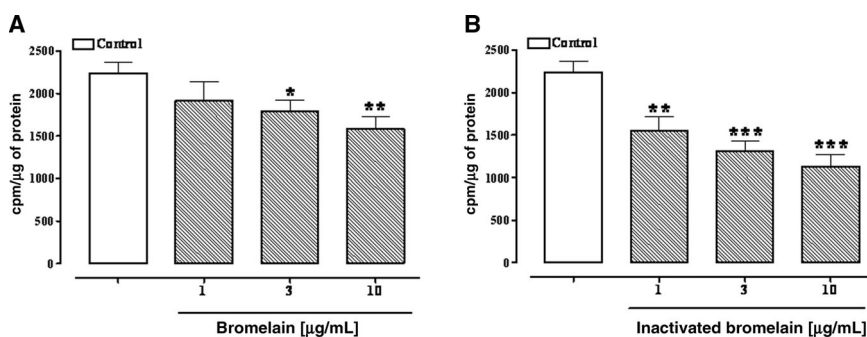 A
Control
cpm/µg of protein
2500
2000
1500
1000
500
0
*
**
1
3
10
Bromelain [µg/mL]
B
Control
cpm/µg of protein
2500
2000
1500
1000
500
0
**
***
***
1
3
10
Inactivated bromelain [µg/mL]